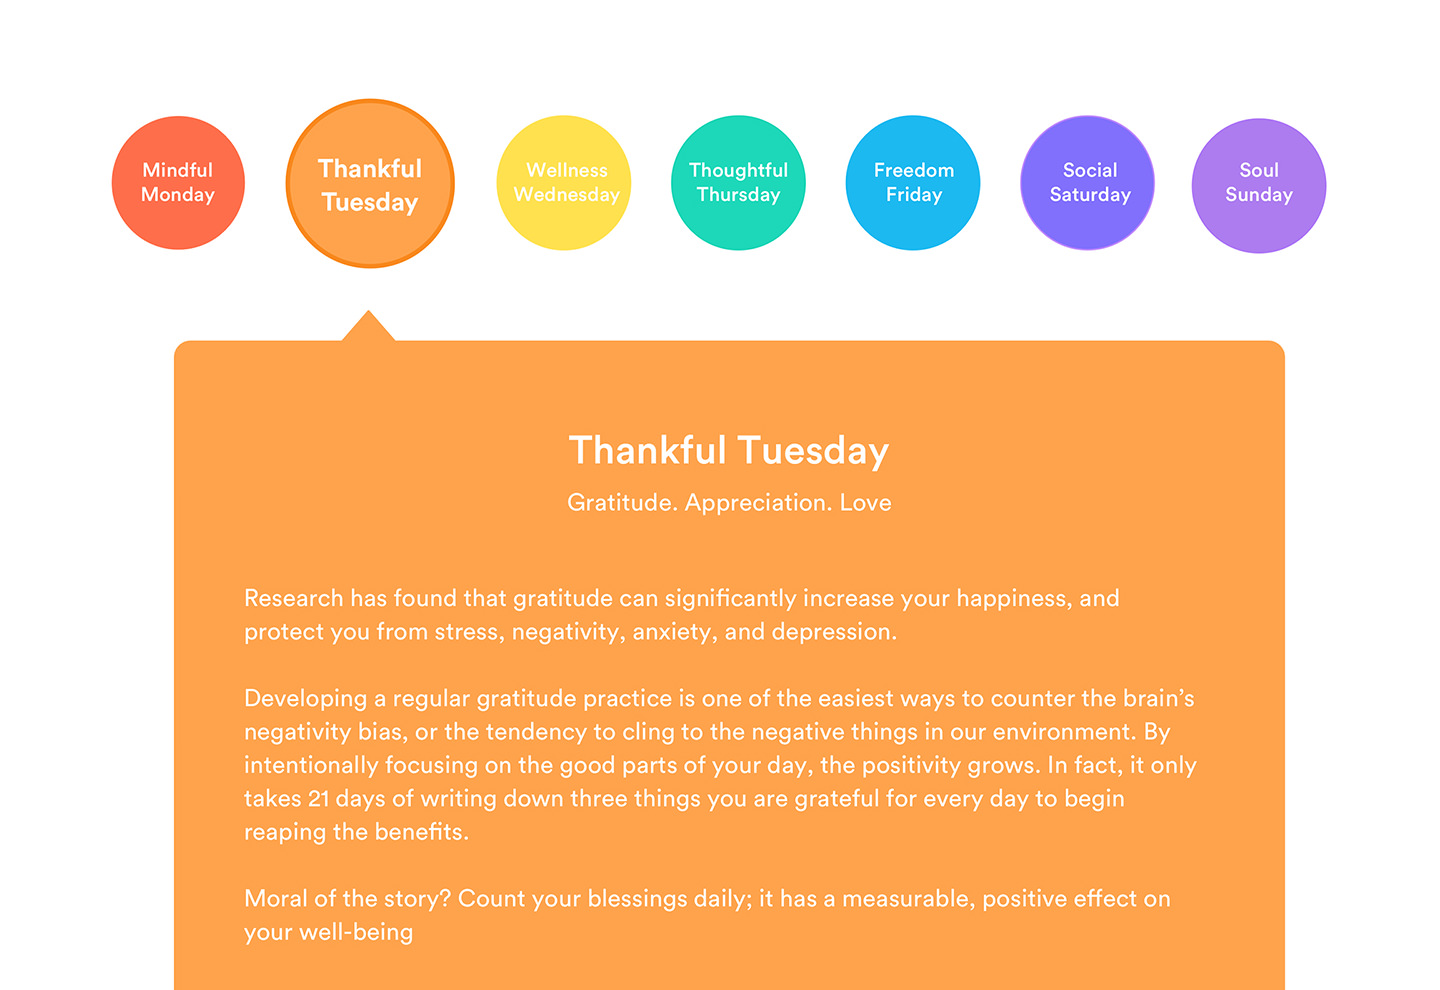 Mindful
Monday
Thankful
Tuesday
Wellness
Wednesday
Thoughtful
Thursday
Freedom
Friday
Social
Saturday
Soul
Sunday
Thankful Tuesday
Gratitude. Appreciation. Love
Research has found that gratitude can significantly increase your happiness, and
protect you from stress, negativity, anxiety, and depression.
Developing a regular gratitude practice is one of the easiest ways to counter the brain’s
negativity bias, or the tendency to cling to the negative things in our environment. By
intentionally focusing on the good parts of your day, the positivity grows. In fact, it only
takes 21 days of writing down three things you are grateful for every day to begin
reaping the benefits.
Moral of the story? Count your blessings daily; it has a measurable, positive effect on
your well-being